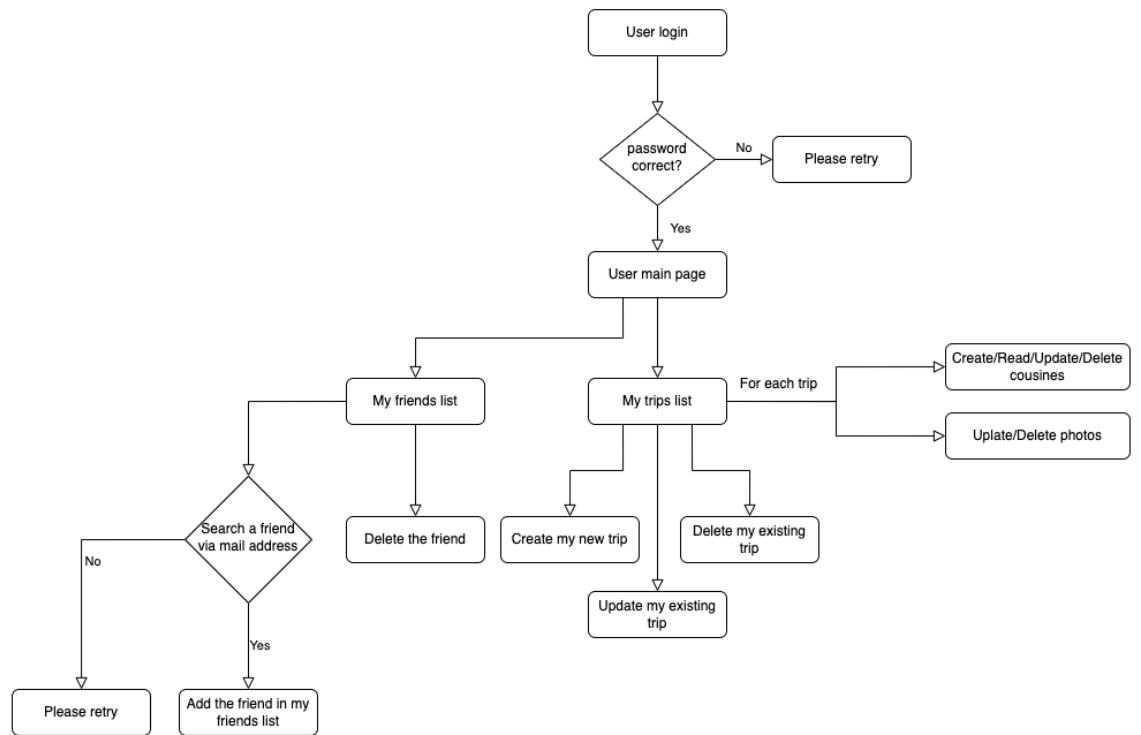 User login
password
correct?
No
Please retry
Yes
User main page
My friends list
My trips list
For each trip
Create/Read/Update/Delete
cousines
Uplate/Delete photos
Search a friend
via mail address
Delete the friend
Create my new trip
Delete my existing
trip
Update my existing
trip
No
Yes
Please retry
Add the friend in my
friends list